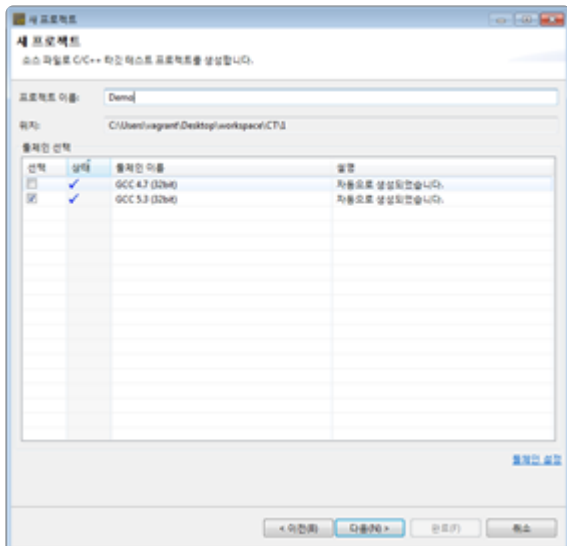 새 프로젝트
새 프로젝트
소스 파일로 C/C++ 타깃 테스트 프로젝트를 생성합니다.
프로젝트 이름: Demo
위치: C:\Users\vagrant\Desktop\workspace\CT\1
툴체인 선택
선택 상태 툴체인 이름 설명
GCC 4.7 (32bit) 자동으로 생성되었습니다.
GCC 5.3 (32bit) 자동으로 생성되었습니다.
툴체인 설정
< 이전(B) 다음(N) > 완료(F) 취소